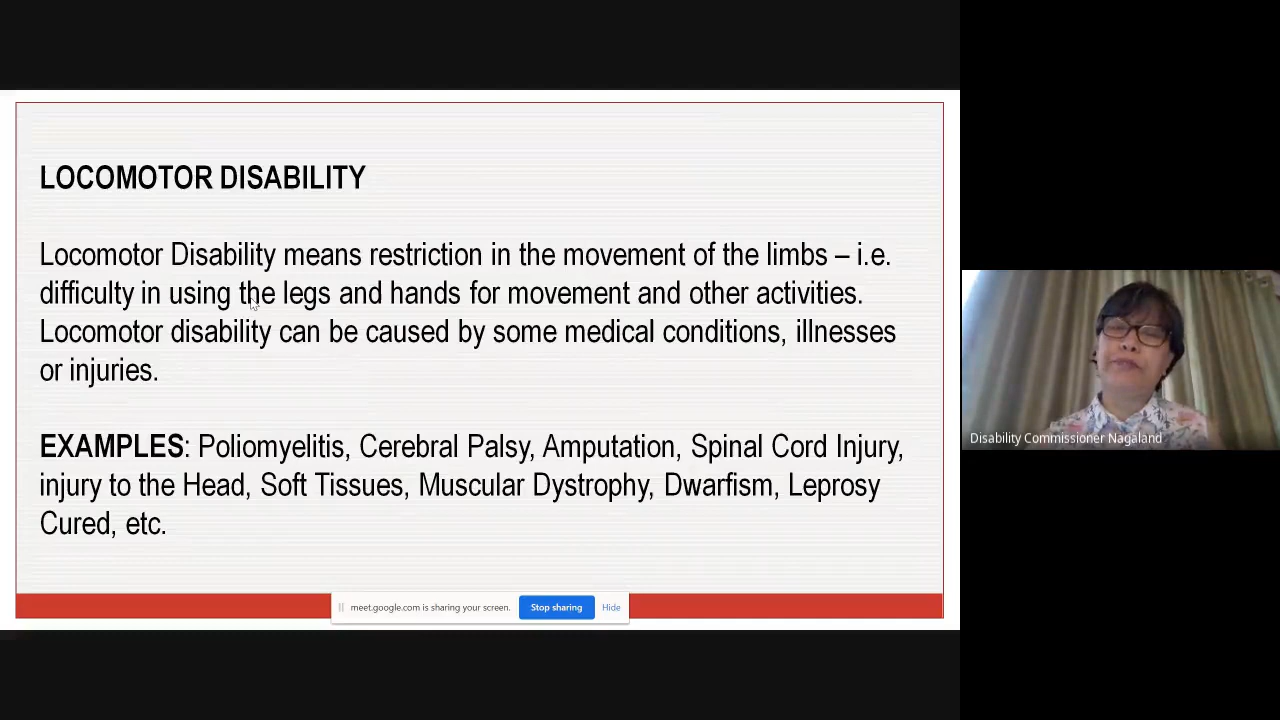 LOCOMOTOR DISABILITY
Locomotor Disability means restriction in the movement of the limbs – i.e.
difficulty in using the legs and hands for movement and other activities.
Locomotor disability can be caused by some medical conditions, illnesses
or injuries.
EXAMPLES: Poliomyelitis, Cerebral Palsy, Amputation, Spinal Cord Injury,
injury to the Head, Soft Tissues, Muscular Dystrophy, Dwarfism, Leprosy
Cured, etc.
meet.google.com is sharing your screen. Stop sharing Hide
Disability Commissioner Nagaland